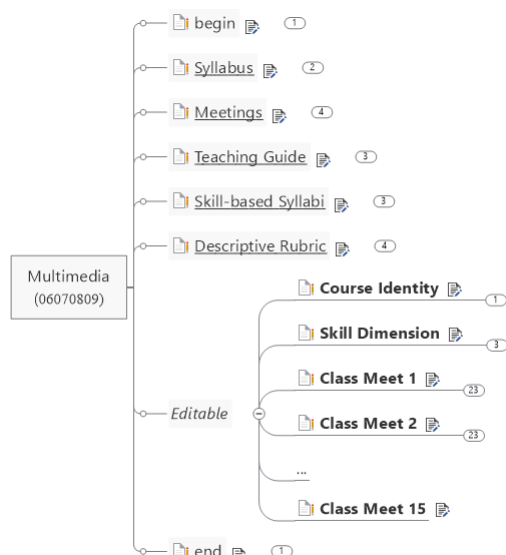 begin 1
Syllabus 2
Meetings 4
Teaching Guide 3
Skill-based Syllabi 3
Descriptive Rubric 4
Multimedia
(06070809)
Editable
Course Identity 1
Skill Dimension 3
Class Meet 1 23
Class Meet 2 23
...
Class Meet 15
end 1